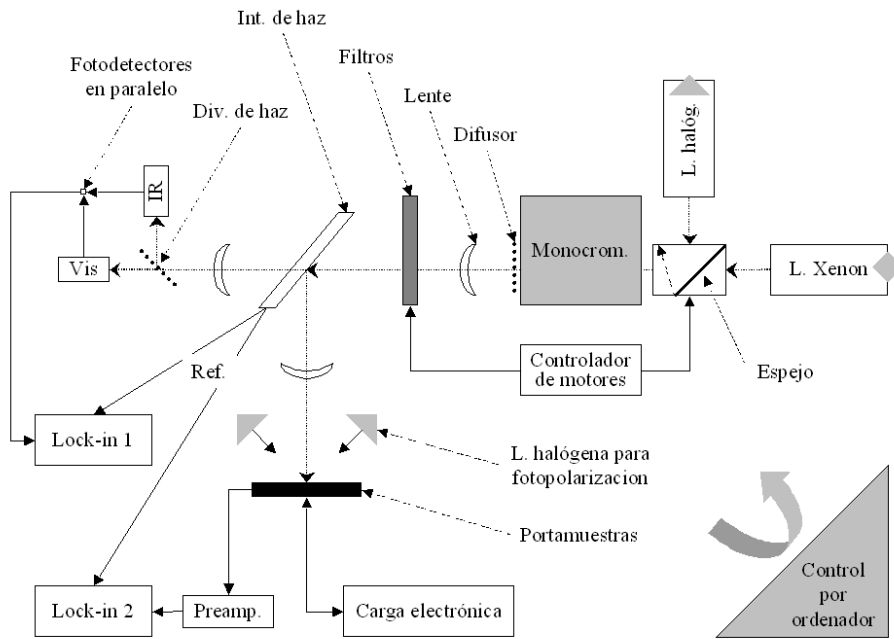 Int. de haz
Fotodetectores
en paralelo
Filtros
Div. de haz
Lente
Difusor
L. halóg.
IR
Vis
Monocrom.
L. Xenon
Ref.
Controlador
de motores
Espejo
Lock-in 1
L. halógena para
fotopolarizacion
Portamuestras
Lock-in 2
Preamp.
Carga electrónica
Control
por
ordenador